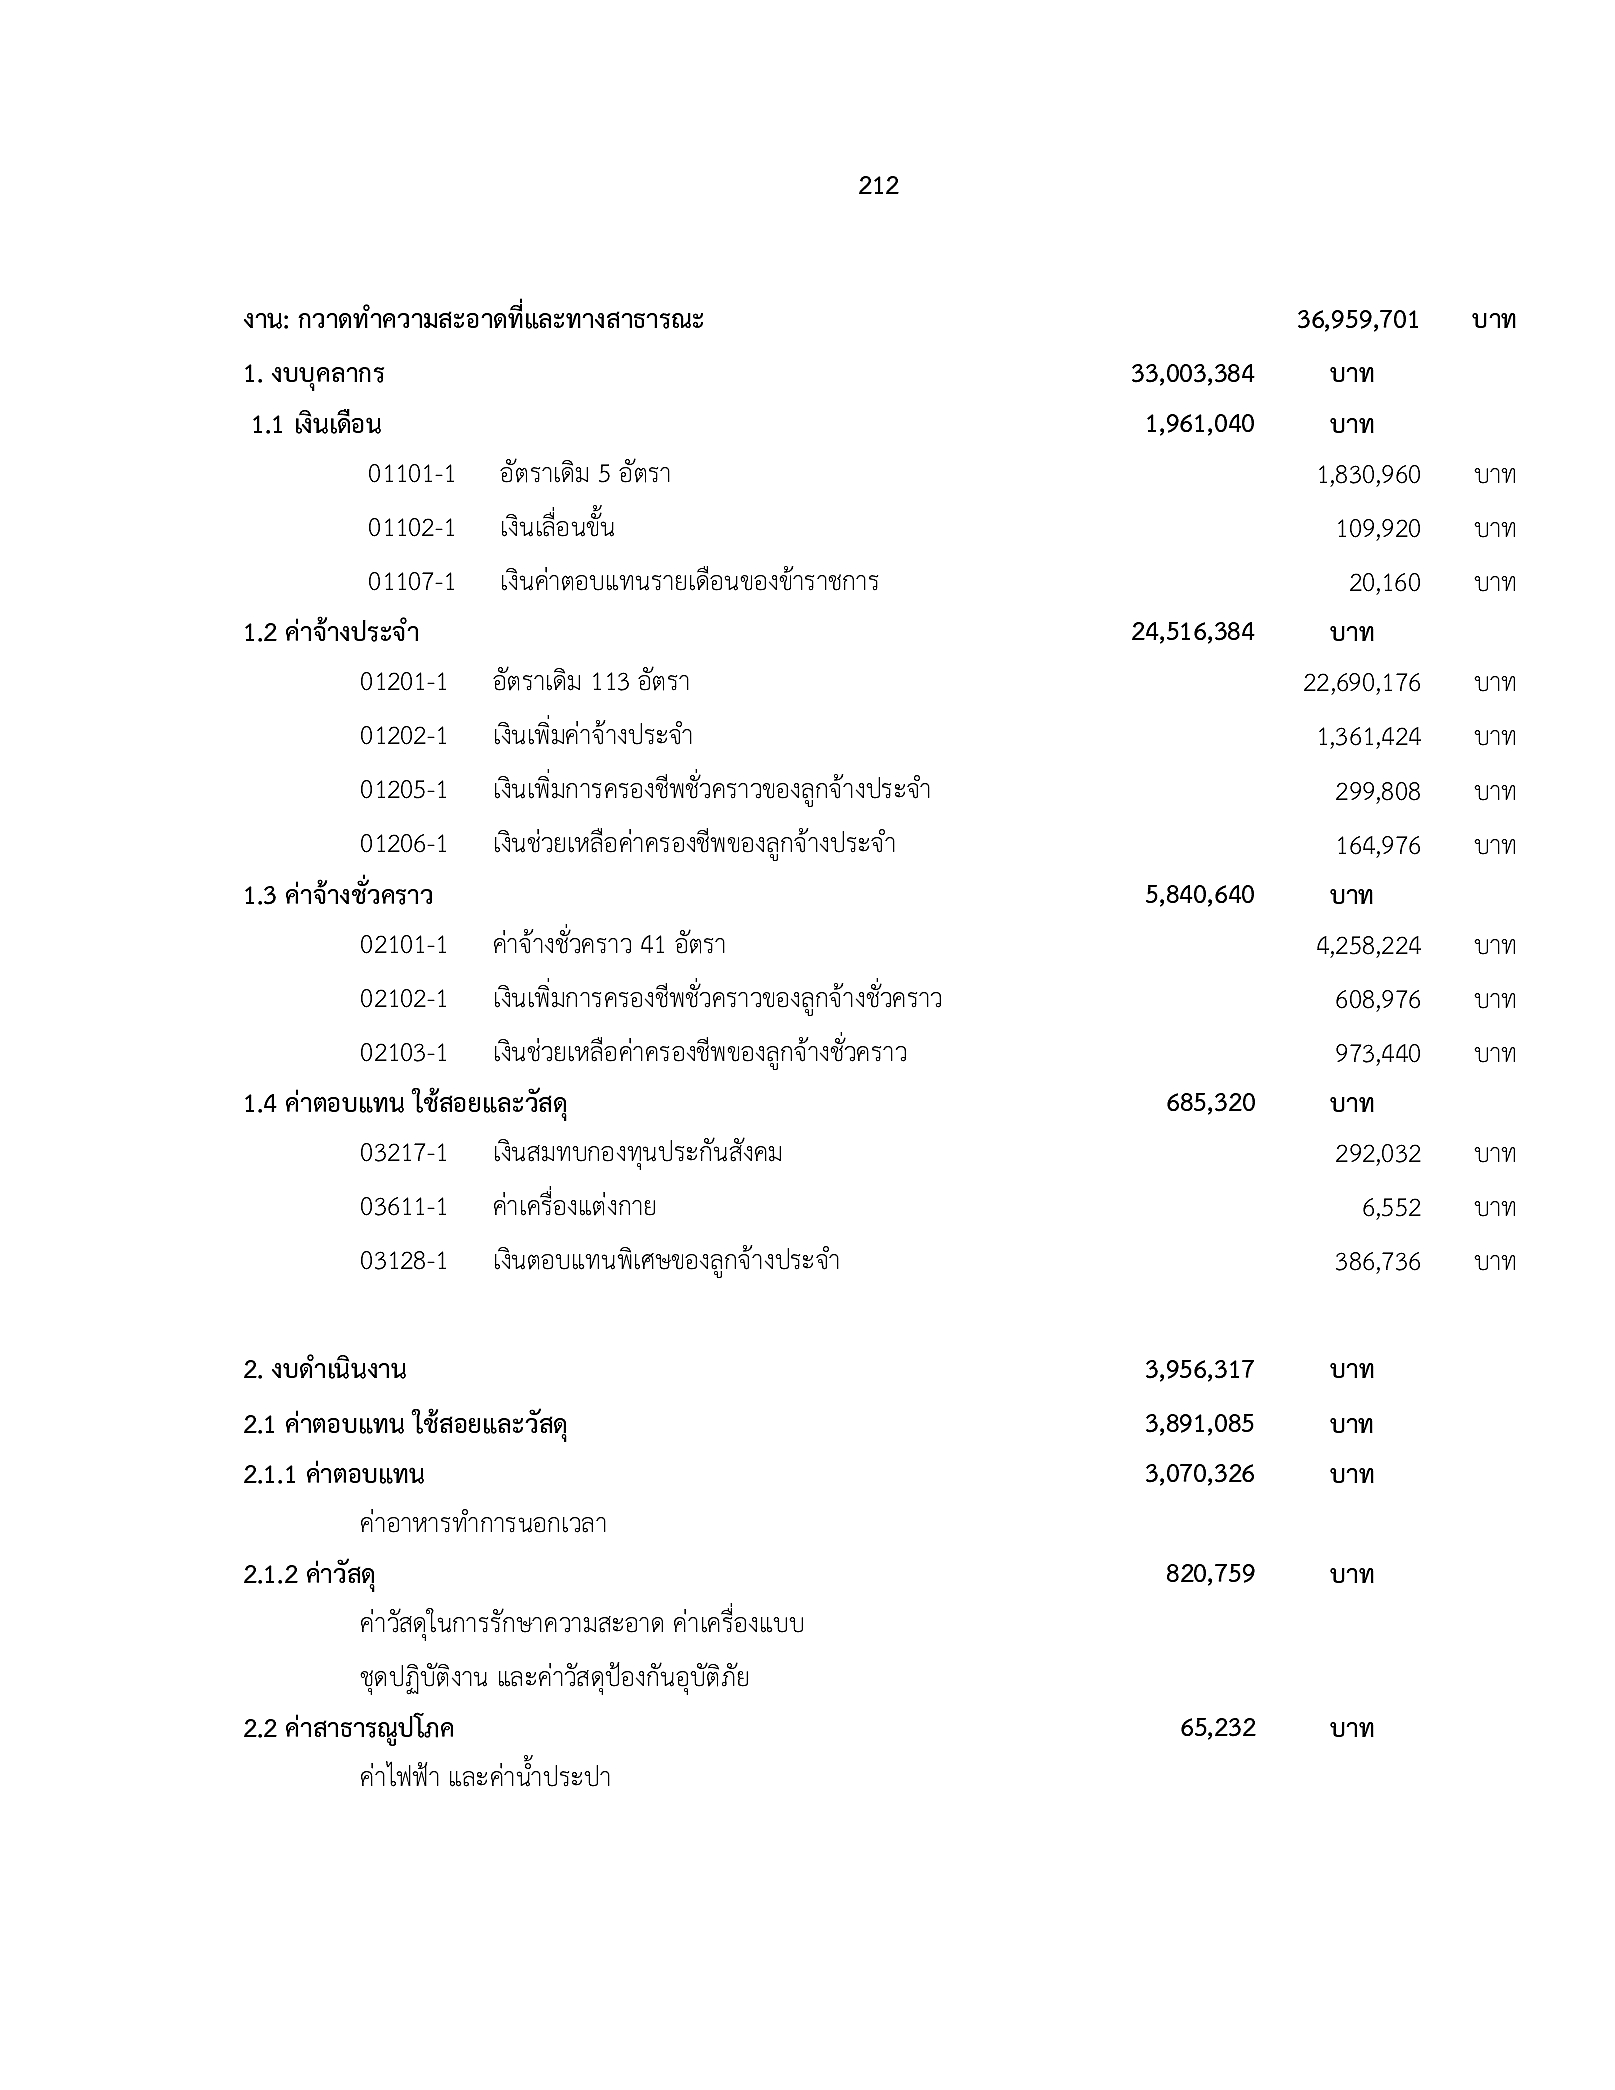 212
งาน: กวาดทำความสะอาดที่และทางสาธารณะ 36,959,701 บาท
1. งบบุคลากร 33,003,384 บาท
1.1 เงินเดือน 1,961,040 บาท
01101-1 อัตราเดิม 5 อัตรา 1,830,960 บาท
01102-1 เงินเลื่อนขั้น 109,920 บาท
01107-1 เงินค่าตอบแทนรายเดือนของข้าราชการ 20,160 บาท
1.2 ค่าจ้างประจำ 24,516,384 บาท
01201-1 อัตราเดิม 113 อัตรา 22,690,176 บาท
01202-1 เงินเพิ่มค่าจ้างประจำ 1,361,424 บาท
01205-1 เงินเพิ่มการครองชีพชั่วคราวของลูกจ้างประจำ 299,808 บาท
01206-1 เงินช่วยเหลือค่าครองชีพของลูกจ้างประจำ 164,976 บาท
1.3 ค่าจ้างชั่วคราว 5,840,640 บาท
02101-1 ค่าจ้างชั่วคราว 41 อัตรา 4,258,224 บาท
02102-1 เงินเพิ่มการครองชีพชั่วคราวของลูกจ้างชั่วคราว 608,976 บาท
02103-1 เงินช่วยเหลือค่าครองชีพของลูกจ้างชั่วคราว 973,440 บาท
1.4 ค่าตอบแทน ใช้สอยและวัสดุ 685,320 บาท
03217-1 เงินสมทบกองทุนประกันสังคม 292,032 บาท
03611-1 ค่าเครื่องแต่งกาย 6,552 บาท
03128-1 เงินตอบแทนพิเศษของลูกจ้างประจำ 386,736 บาท
2. งบดำเนินงาน 3,956,317 บาท
2.1 ค่าตอบแทน ใช้สอยและวัสดุ 3,891,085 บาท
2.1.1 ค่าตอบแทน 3,070,326 บาท
ค่าอาหารทำการนอกเวลา
2.1.2 ค่าวัสดุ 820,759 บาท
ค่าวัสดุในการรักษาความสะอาด ค่าเครื่องแบบ
ชุดปฏิบัติงาน และค่าวัสดุป้องกันอุบัติภัย
2.2 ค่าสาธารณูปโภค 65,232 บาท
ค่าไฟฟ้า และค่าน้ำประปา